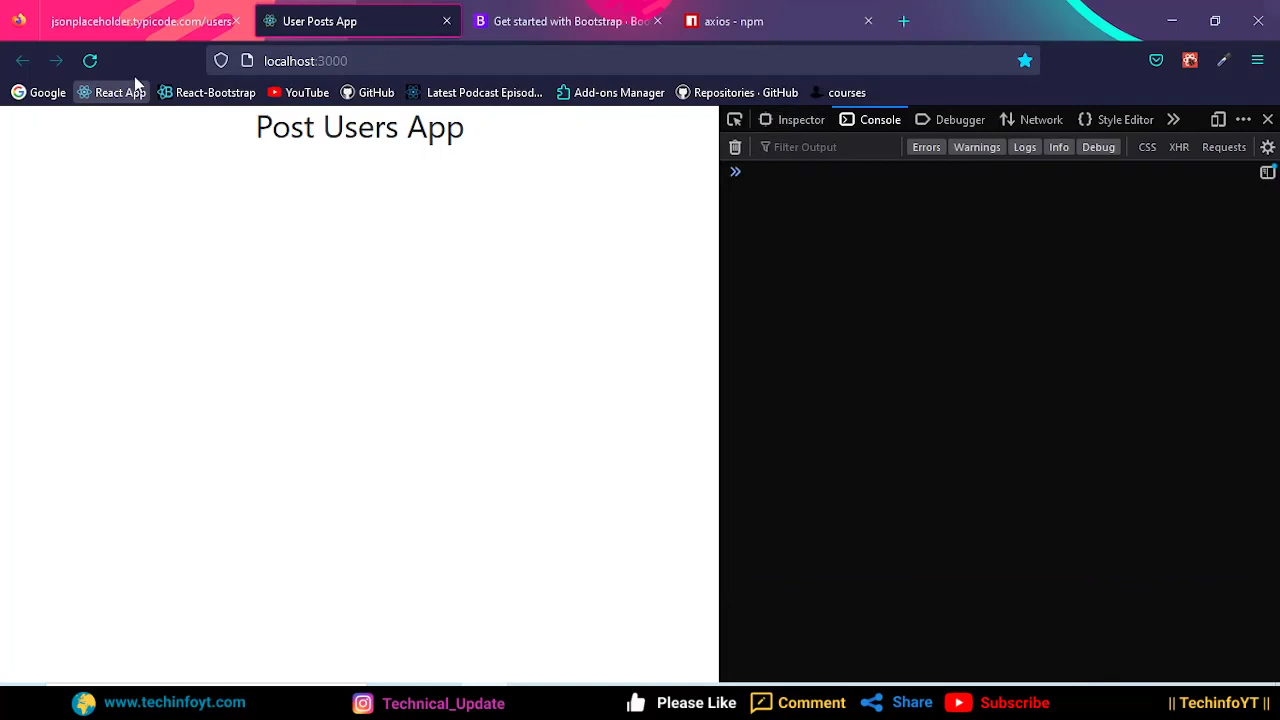 jsonplaceholder.typicode.com/users
User Posts App
Get started with Bootstrap · Boo
axios - npm
localhost:3000
Google
React App
React-Bootstrap
YouTube
GitHub
Latest Podcast Episod...
Add-ons Manager
Repositories · GitHub
courses
Post Users App
Inspector
Console
Debugger
Network
Style Editor
Filter Output
Errors
Warnings
Logs
Info
Debug
CSS
XHR
Requests
www.techinfoyt.com
Technical_Update
Please Like
Comment
Share
Subscribe
|| TechinfoYT ||